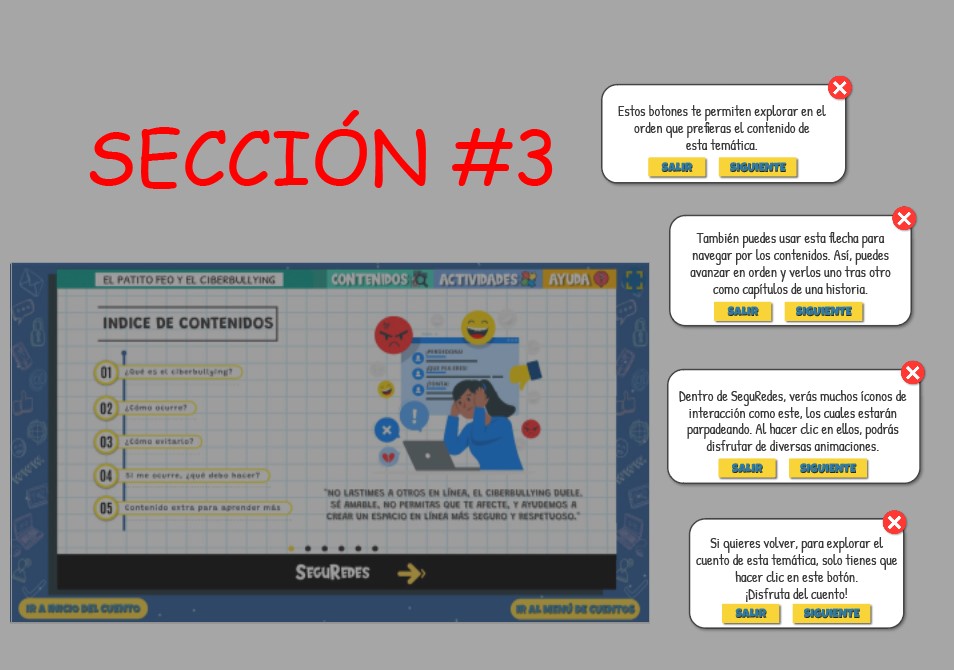 SECCIÓN #3
Estos botones te permiten explorar en el
orden que prefieras el contenido de
esta temática.
SALIR SIGUIENTE
También puedes usar esta flecha para
navegar por los contenidos. Así, puedes
avanzar en orden y verlos uno tras otro
como capítulos de una historia.
SALIR SIGUIENTE
Dentro de SeguRedes, verás muchos íconos de
interacción como este, los cuales estarán
parpadeando. Al hacer clic en ellos, podrás
disfrutar de diversas animaciones.
SALIR SIGUIENTE
Si quieres volver, para explorar el
cuento de esta temática, solo tienes que
hacer clic en este botón.
¡Disfruta del cuento!
SALIR SIGUIENTE
EL PATITO FEO Y EL CIBERBULLYING
CONTENIDOS ACTIVIDADES AYUDA
INDICE DE CONTENIDOS
01 ¿Qué es el ciberbullying?
02 ¿Cómo ocurre?
03 ¿Cómo evitarlo?
04 Si me ocurre, ¿qué debo hacer?
05 Contenido extra para aprender más
¡PERDEDORA!
¡QUE FEA ERES!
¡TONTA!
"NO LASTIMES A OTROS EN LÍNEA, EL CIBERBULLYING DUELE.
SÉ AMABLE, NO PERMITAS QUE TE AFECTE, Y AYUDEMOS A
CREAR UN ESPACIO EN LÍNEA MÁS SEGURO Y RESPETUOSO."
SEGUREDES
IR A INICIO DEL CUENTO
IR AL MENÚ DE CUENTOS